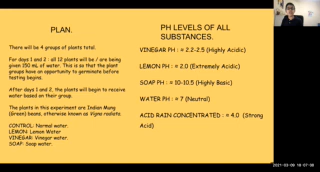 PLAN.
There will be 4 groups of plants total.
For days 1 and 2 all 12 plants will be / are being
given 150 mL of water. This is so that the plant
groups have an opportunity to germinate before
testing begins.
After days 1 and 2, the plants will begin to receive
water based on their group.
The plants in this experiment are Indian Mung
(Green) beans, otherwise known as Vigna radiata.
CONTROL: Normal water.
LEMON: Lemon Water
VINEGAR: Vinegar water.
SOAP: Soap water.
PH LEVELS OF ALL
SUBSTANCES.
VINEGAR PH : = 2.2-2.5 (Highly Acidic)
LEMON PH : = 2.0 (Extremely Acidic)
SOAP PH : = 10-10.5 (Highly Basic)
WATER PH : = 7 (Neutral)
ACID RAIN CONCENTRATED : = 4.0 (Strong
Acid)